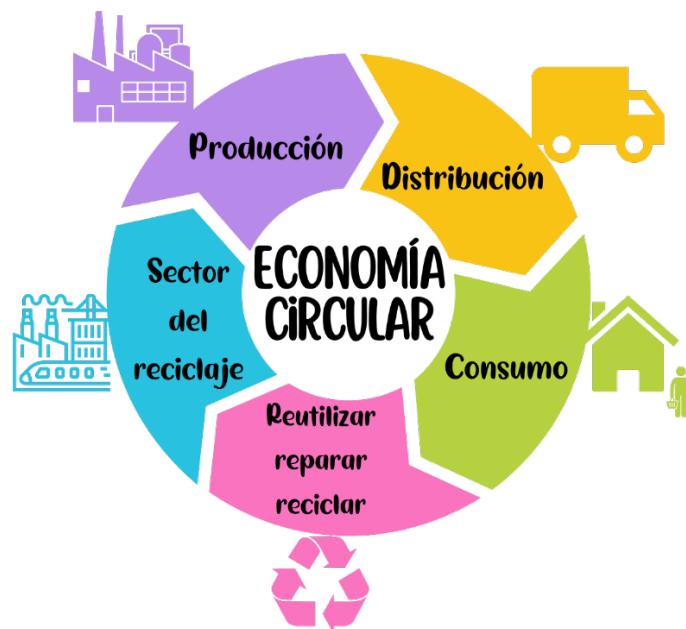 ECONOMÍA
CiRCULAR
Producción
Distribución
Consumo
Reutilizar
reparar
reciclar
Sector
del
reciclaje